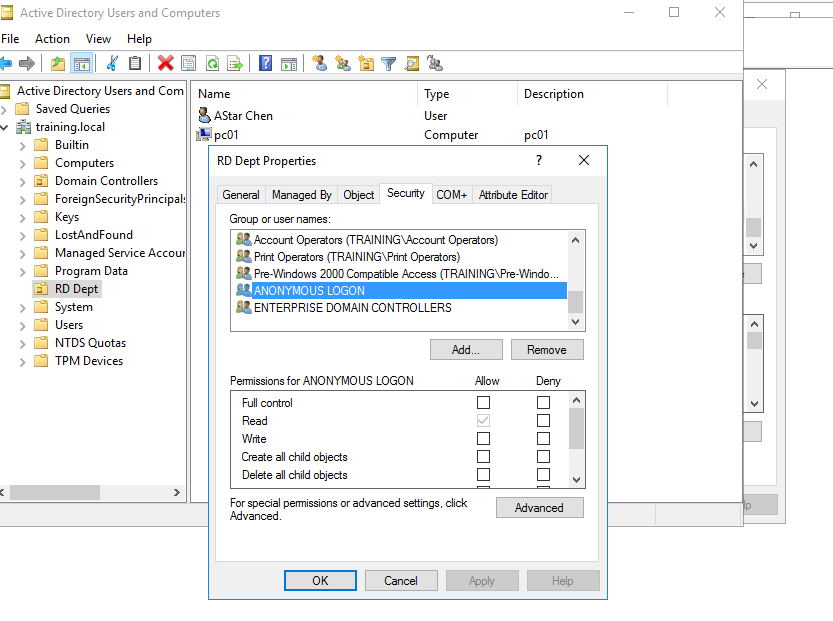 Active Directory Users and Computers
File Action View Help
Active Directory Users and Com
Saved Queries
training.local
Builtin
Computers
Domain Controllers
ForeignSecurityPrincipals
Keys
LostAndFound
Managed Service Accour
Program Data
RD Dept
System
Users
NTDS Quotas
TPM Devices
Name Type Description
AStar Chen User
pc01 Computer pc01
RD Dept Properties
General Managed By Object Security COM+ Attribute Editor
Group or user names:
Account Operators (TRAINING\Account Operators)
Print Operators (TRAINING\Print Operators)
Pre-Windows 2000 Compatible Access (TRAINING\Pre-Windo...
ANONYMOUS LOGON
ENTERPRISE DOMAIN CONTROLLERS
Add... Remove
Permissions for ANONYMOUS LOGON Allow Deny
Full control
Read
Write
Create all child objects
Delete all child objects
For special permissions or advanced settings, click
Advanced.
Advanced
OK Cancel Apply Help